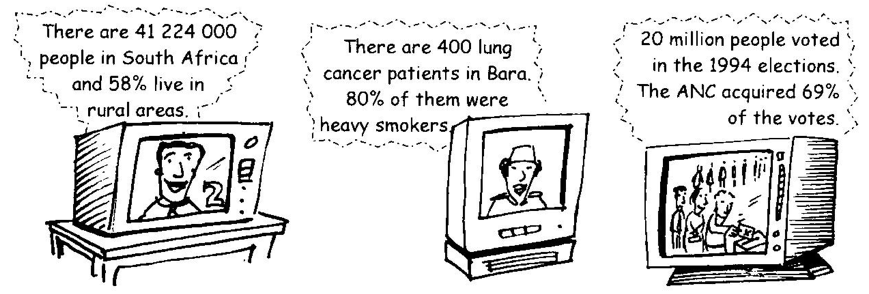 There are 41 224 000
people in South Africa
and 58% live in
rural areas.
2
There are 400 lung
cancer patients in Bara.
80% of them were
heavy smokers.
20 million people voted
in the 1994 elections.
The ANC acquired 69%
of the votes.